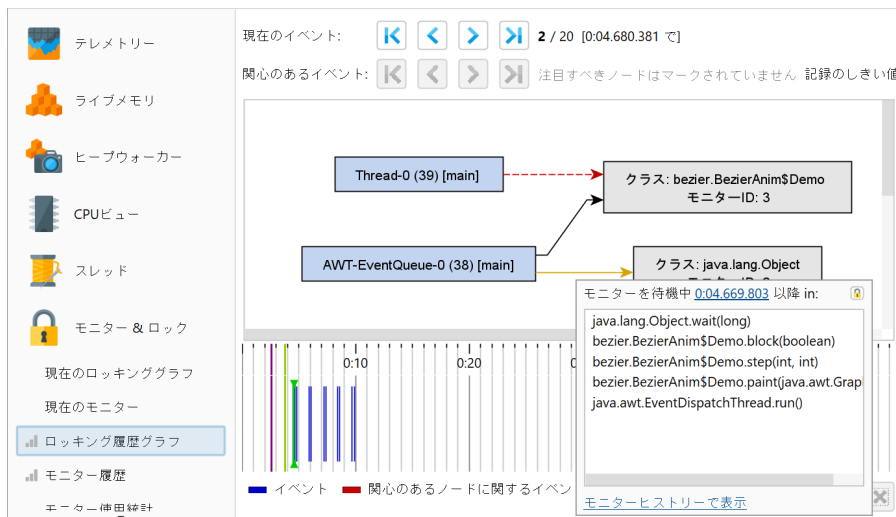 テレメトリー
ライブメモリ
ヒープウォーカー
CPUビュー
スレッド
モニター & ロック
現在のロッキンググラフ
現在のモニター
ロッキング履歴グラフ
モニター履歴
モニター使用統計
現在のイベント: 2 / 20 [0:04.680.381 で]
関心のあるイベント: 注目すべきノードはマークされていません 記録のしきい値
Thread-0 (39) [main]
クラス: bezier.BezierAnim$Demo
モニターID: 3
AWT-EventQueue-0 (38) [main]
クラス: java.lang.Object
モニターを待機中 0:04.669.803 以降 in:
java.lang.Object.wait(long)
bezier.BezierAnim$Demo.block(boolean)
bezier.BezierAnim$Demo.step(int, int)
bezier.BezierAnim$Demo.paint(java.awt.Grap
java.awt.EventDispatchThread.run()
モニターヒストリーで表示
0:10 0:20
イベント 関心のあるノードに関するイベン